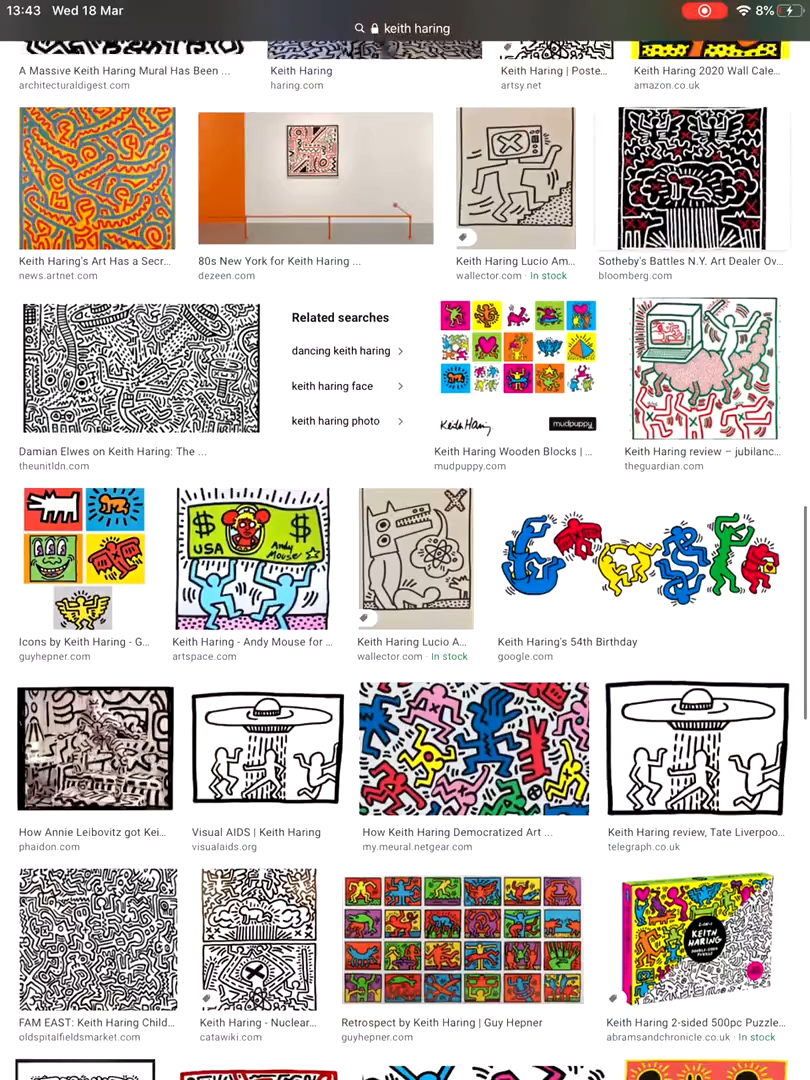 13:43 Wed 18 Mar
8%
keith haring
A Massive Keith Haring Mural Has Been ...
architecturaldigest.com
Keith Haring
haring.com
Keith Haring | Poste...
artsy.net
Keith Haring 2020 Wall Cale...
amazon.co.uk
Keith Haring's Art Has a Secr...
news.artnet.com
80s New York for Keith Haring ...
dezeen.com
Keith Haring Lucio Am...
wallector.com · In stock
Sotheby's Battles N.Y. Art Dealer Ov...
bloomberg.com
Related searches
dancing keith haring
keith haring face
keith haring photo
Keith Haring
mudpuppy
Damian Elwes on Keith Haring: The ...
theunitldn.com
Keith Haring Wooden Blocks | ...
mudpuppy.com
Keith Haring review – jubilanc...
theguardian.com
$ $
USA
Andy
Mouse
Icons by Keith Haring - G...
guyhepner.com
Keith Haring - Andy Mouse for ...
artspace.com
Keith Haring Lucio A...
wallector.com · In stock
Keith Haring's 54th Birthday
google.com
How Annie Leibovitz got Kei...
phaidon.com
Visual AIDS | Keith Haring
visualaids.org
How Keith Haring Democratized Art ...
my.meural.netgear.com
Keith Haring review, Tate Liverpoo...
telegraph.co.uk
KEITH
HARING
FAM EAST: Keith Haring Child...
oldspitalfieldsmarket.com
Keith Haring - Nuclear...
catawiki.com
Retrospect by Keith Haring | Guy Hepner
guyhepner.com
Keith Haring 2-sided 500pc Puzzle...
abramsandchronicle.co.uk · In stock